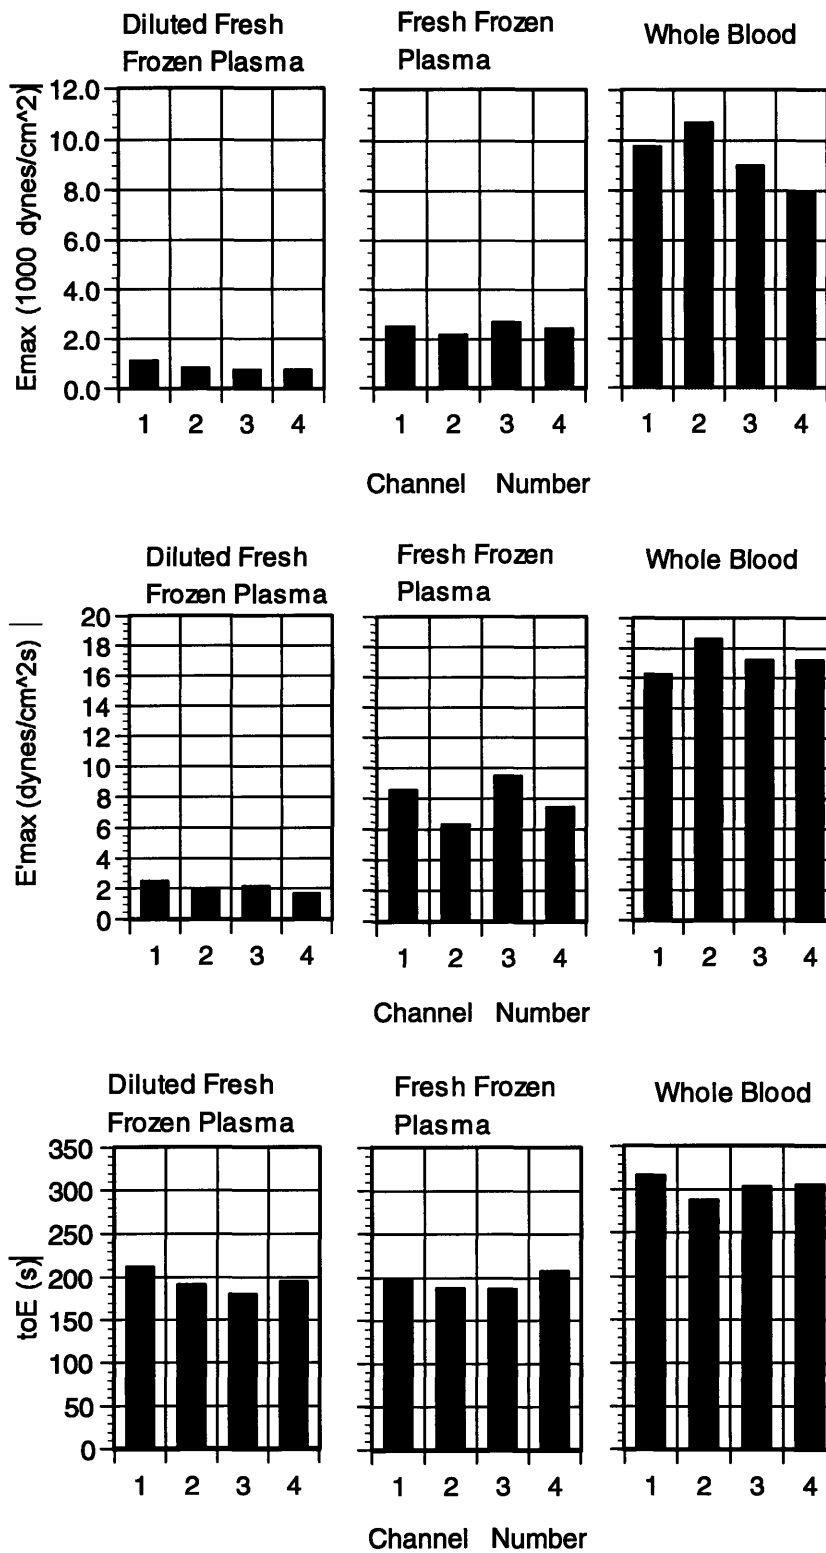 Diluted Fresh
Frozen Plasma
Fresh Frozen
Plasma
Whole Blood
Emax (1000 dynes/cm^2)
12.0
10.0
8.0
6.0
4.0
2.0
0.0
1 2 3 4
1 2 3 4
1 2 3 4
Channel Number
Diluted Fresh
Frozen Plasma
Fresh Frozen
Plasma
Whole Blood
E'max (dynes/cm^2s)
20
18
16
14
12
10
8
6
4
2
0
1 2 3 4
1 2 3 4
1 2 3 4
Channel Number
Diluted Fresh
Frozen Plasma
Fresh Frozen
Plasma
Whole Blood
toE (s)
350
300
250
200
150
100
50
0
1 2 3 4
1 2 3 4
1 2 3 4
Channel Number